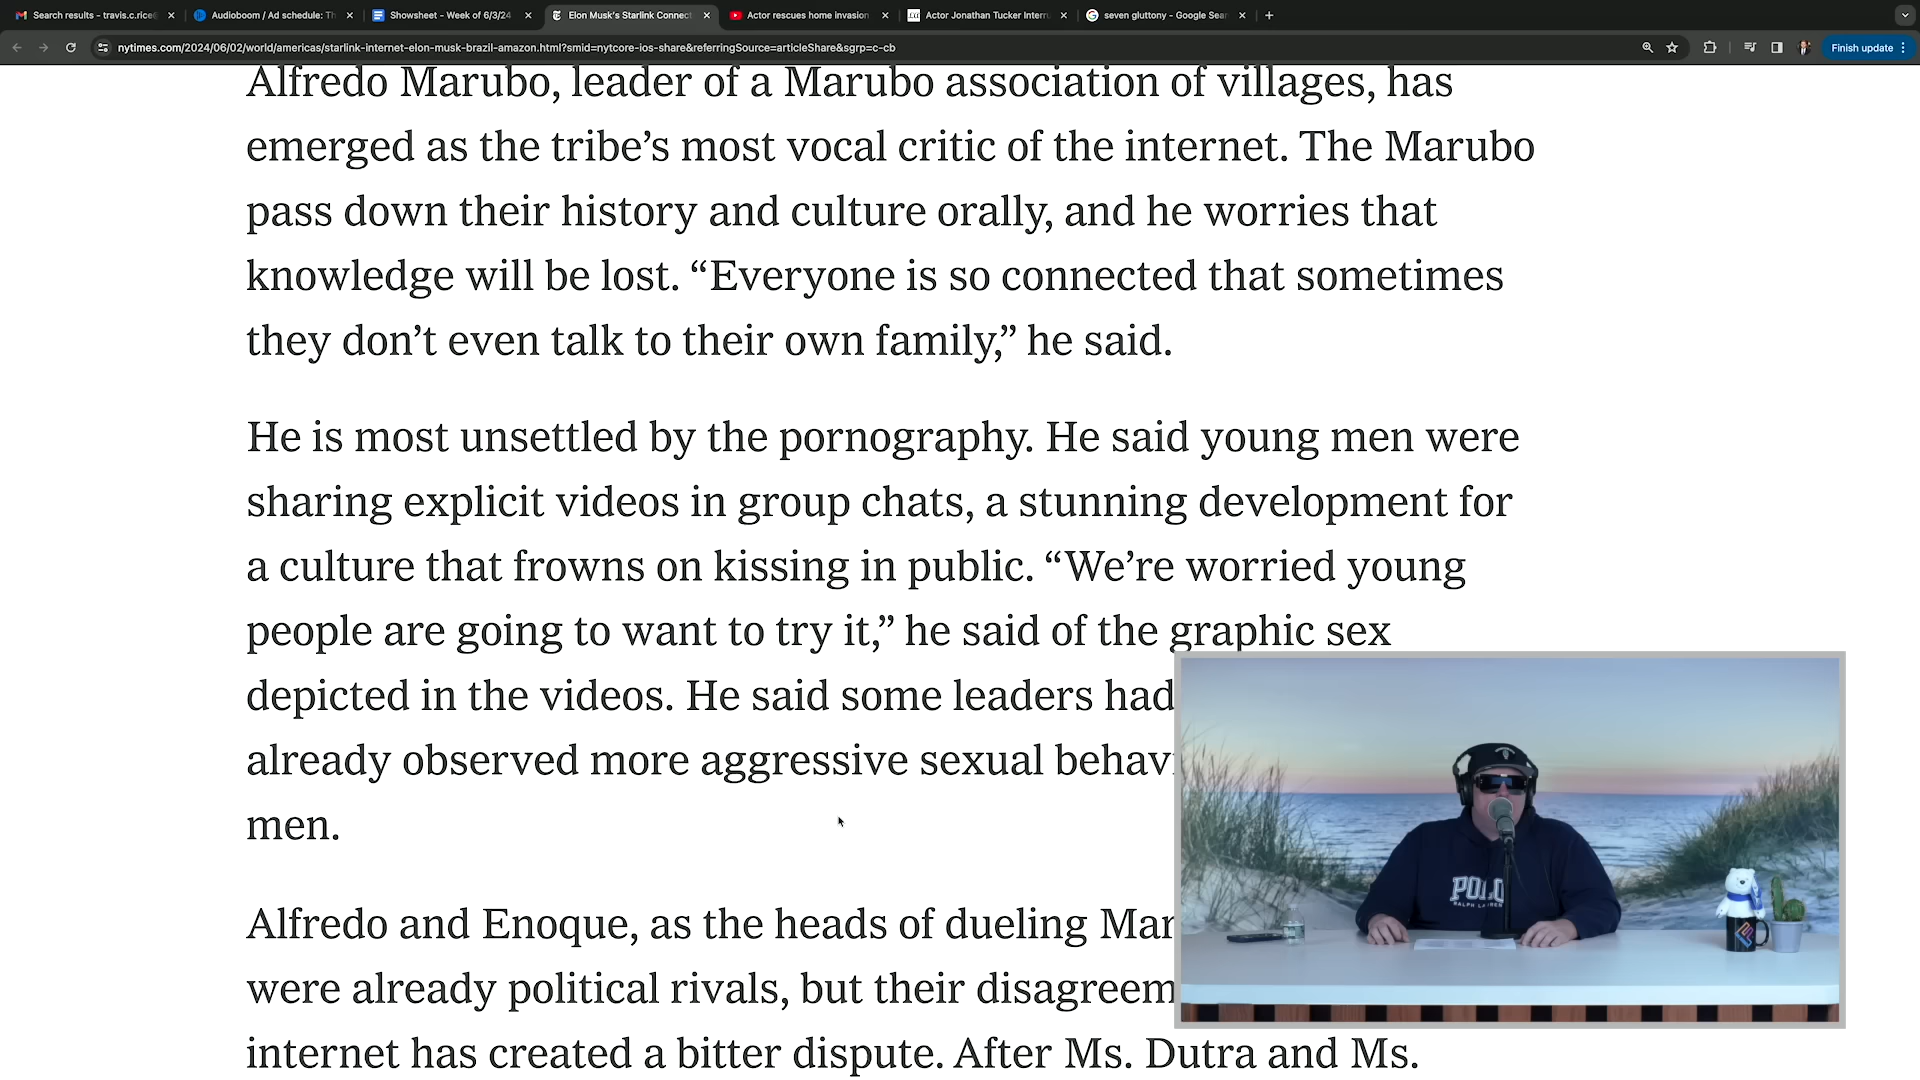 Search results - travis.c.rice
Audioboom / Ad schedule: Th
Showsheet - Week of 6/3/24
Elon Musk's Starlink Connect
Actor rescues home invasion
Actor Jonathan Tucker Interru
seven gluttony - Google Sear
nytimes.com/2024/06/02/world/americas/starlink-internet-elon-musk-brazil-amazon.html?smid=nytcore-ios-share&referringSource=articleShare&sgrp=c-cb
Finish update
Alfredo Marubo, leader of a Marubo association of villages, has
emerged as the tribe’s most vocal critic of the internet. The Marubo
pass down their history and culture orally, and he worries that
knowledge will be lost. “Everyone is so connected that sometimes
they don’t even talk to their own family,” he said.
He is most unsettled by the pornography. He said young men were
sharing explicit videos in group chats, a stunning development for
a culture that frowns on kissing in public. “We’re worried young
people are going to want to try it,” he said of the graphic sex
depicted in the videos. He said some leaders had
already observed more aggressive sexual behavi
men.
Alfredo and Enoque, as the heads of dueling Mar
were already political rivals, but their disagreem
internet has created a bitter dispute. After Ms. Dutra and Ms.
POLO
RALPH LAUREN